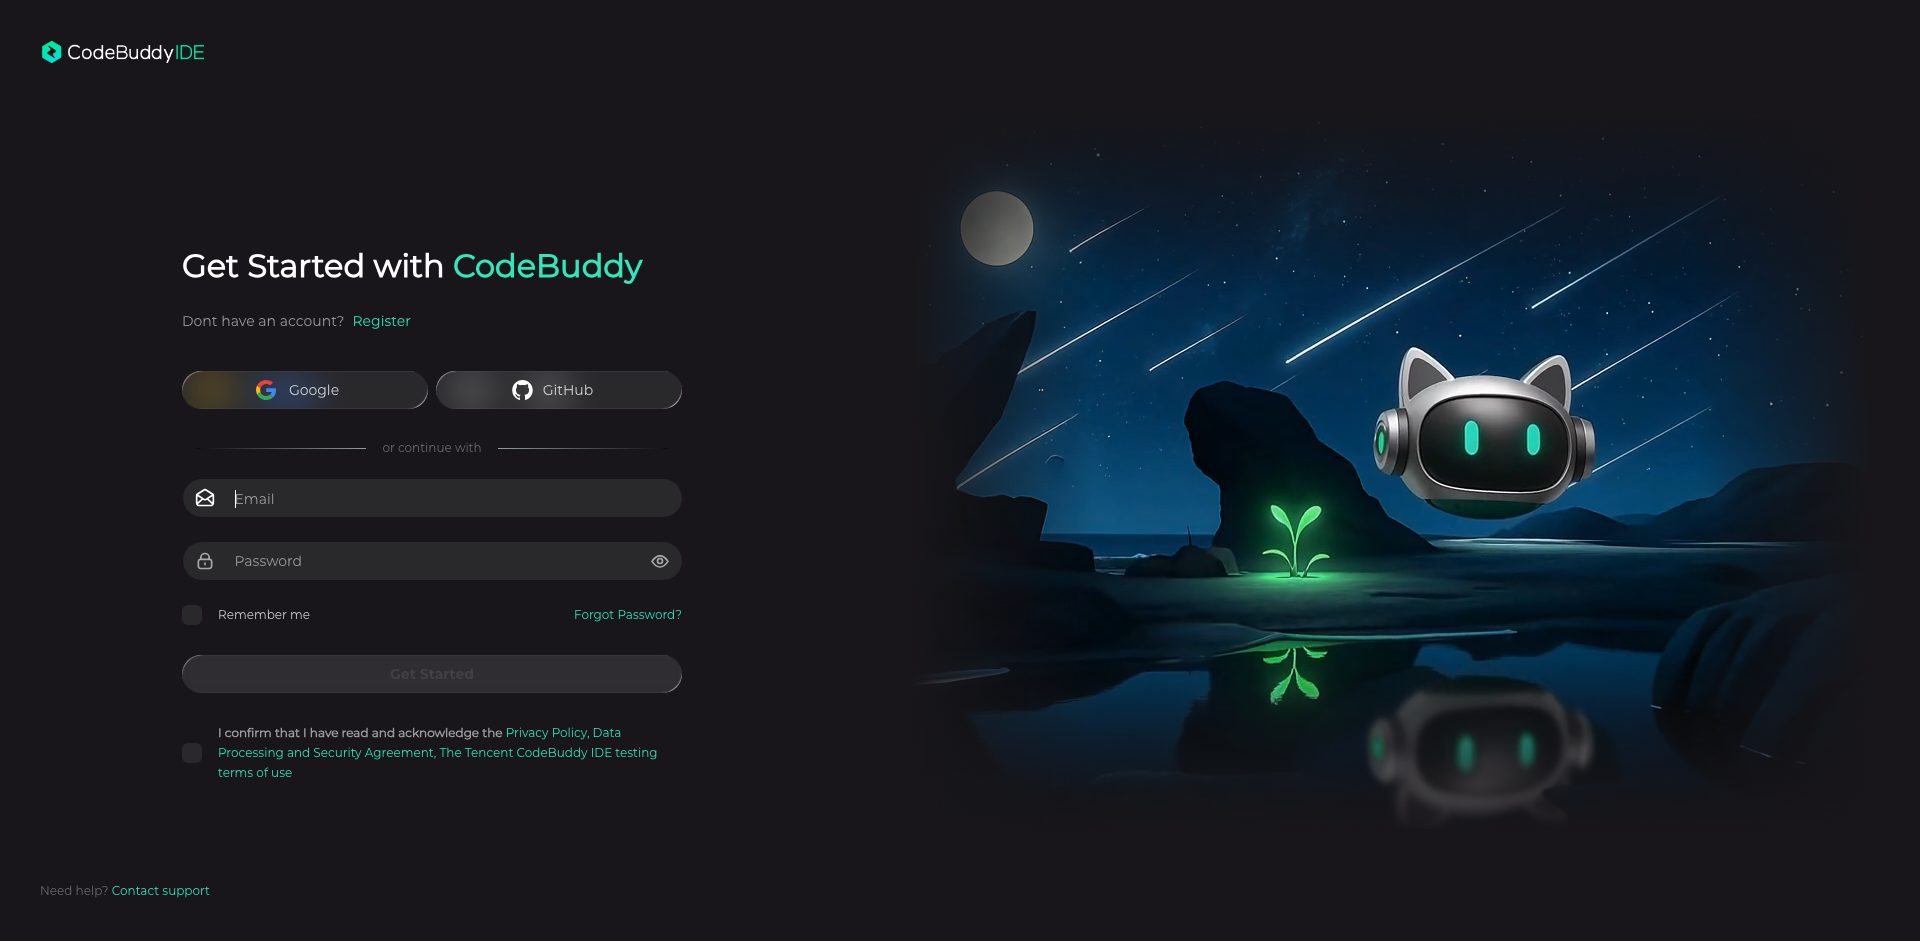 CodeBuddyIDE
Get Started with CodeBuddy
Dont have an account? Register
Google
GitHub
or continue with
Email
Password
Remember me
Forgot Password?
Get Started
I confirm that I have read and acknowledge the Privacy Policy, Data
Processing and Security Agreement, The Tencent CodeBuddy IDE testing
terms of use
Need help? Contact support